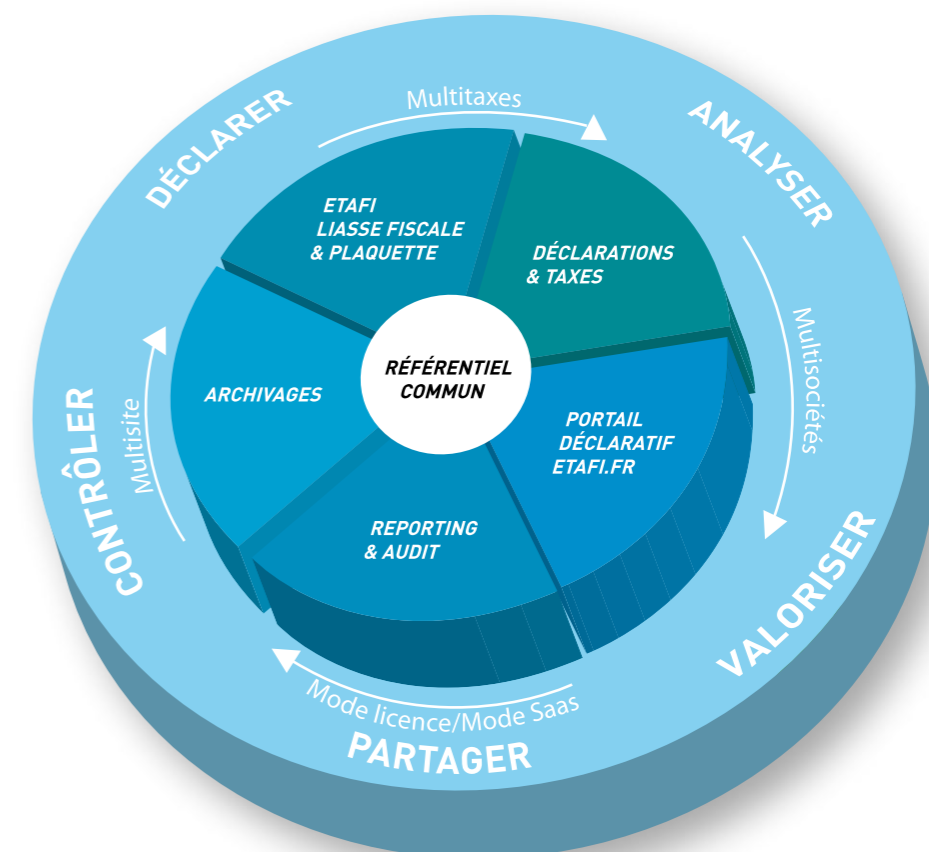 DÉCLARER
Multitaxes
ANALYSER
ETAFI
LIASSE FISCALE
& PLAQUETTE
DÉCLARATIONS
& TAXES
Multisociétés
RÉFÉRENTIEL
COMMUN
ARCHIVAGES
PORTAIL
DÉCLARATIF
ETAFI.FR
Multisite
CONTRÔLER
REPORTING
& AUDIT
VALORISER
Mode licence/Mode Saas
PARTAGER